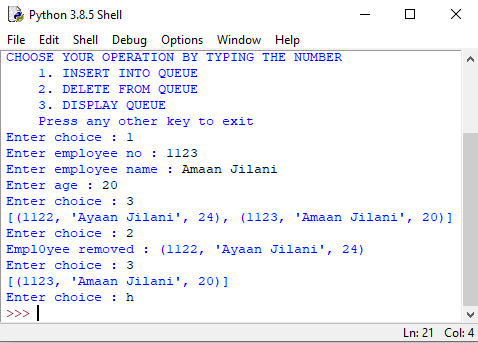 Python 3.8.5 Shell
File Edit Shell Debug Options Window Help
CHOOSE YOUR OPERATION BY TYPING THE NUMBER
1. INSERT INTO QUEUE
2. DELETE FROM QUEUE
3. DISPLAY QUEUE
Press any other key to exit
Enter choice : 1
Enter employee no : 1123
Enter employee name : Amaan Jilani
Enter age : 20
Enter choice : 3
[(1122, 'Ayaan Jilani', 24), (1123, 'Amaan Jilani', 20)]
Enter choice : 2
Empl0yee removed : (1122, 'Ayaan Jilani', 24)
Enter choice : 3
[(1123, 'Amaan Jilani', 20)]
Enter choice : h
>>>
Ln: 21 Col: 4